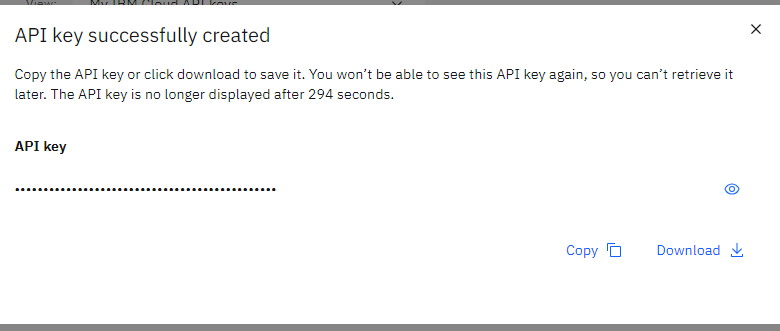 View: My IBM Cloud API keys
API key successfully created
Copy the API key or click download to save it. You won’t be able to see this API key again, so you can’t retrieve it
later. The API key is no longer displayed after 294 seconds.
API key
••••••••••••••••••••••••••••••••••••••••••••
Copy
Download